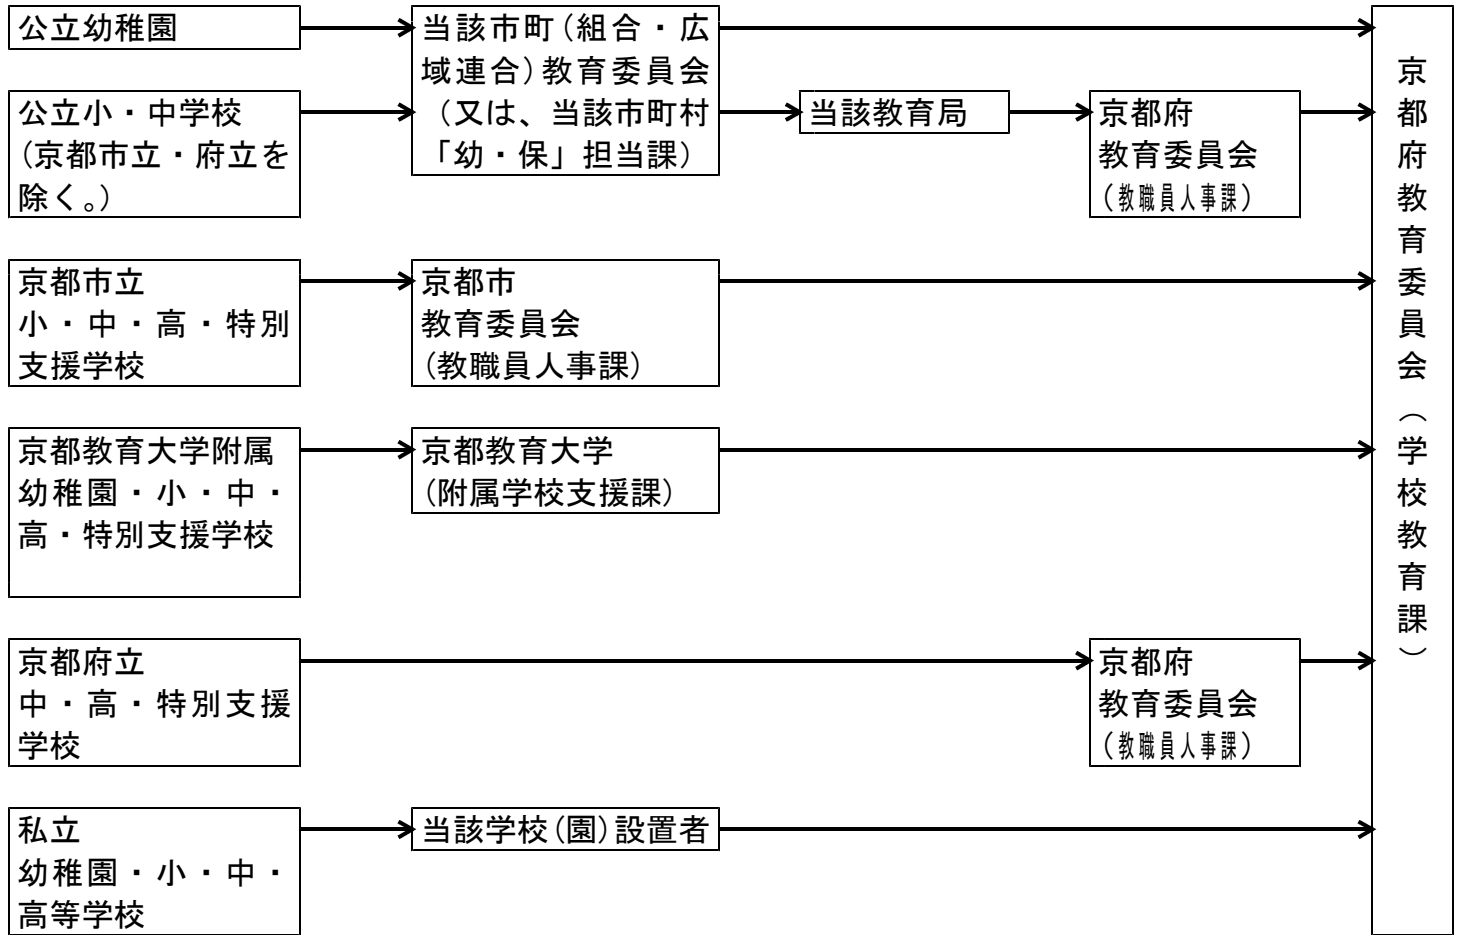 公立幼稚園
公立小・中学校
(京都市立・府立を
除く。)
当該市町(組合・広
域連合)教育委員会
(又は、当該市町村
「幼・保」担当課)
当該教育局
京都府
教育委員会
(教職員人事課)
京都市立
小・中・高・特別
支援学校
京都市
教育委員会
(教職員人事課)
京都教育大学附属
幼稚園・小・中・
高・特別支援学校
京都教育大学
(附属学校支援課)
京都府立
中・高・特別支援
学校
京都府
教育委員会
(教職員人事課)
私立
幼稚園・小・中・
高等学校
当該学校(園)設置者
京都府教育委員会(学校教育課)